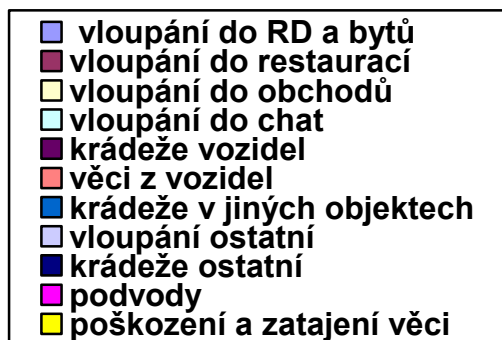 vloupání do RD a bytů
vloupání do restaurací
vloupání do obchodů
vloupání do chat
krádeže vozidel
věci z vozidel
krádeže v jiných objektech
vloupání ostatní
krádeže ostatní
podvody
poškození a zatajení věci